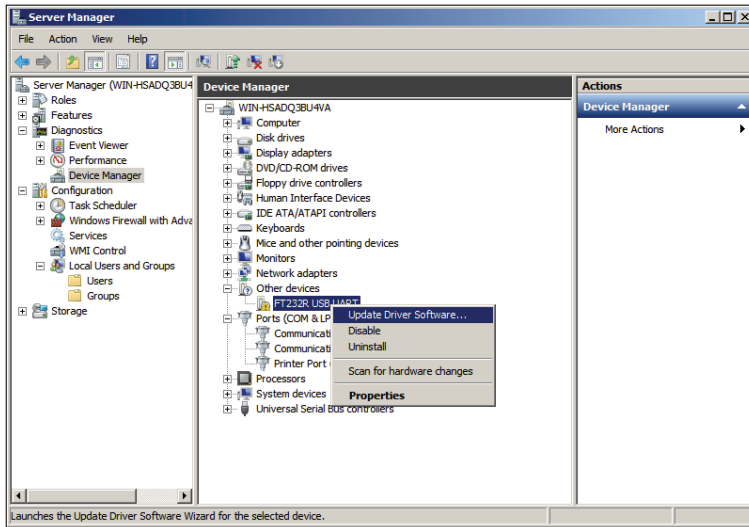 Server Manager
File Action View Help
Server Manager (WIN-HSADQ3BU4
Roles
Features
Diagnostics
Event Viewer
Performance
Device Manager
Configuration
Task Scheduler
Windows Firewall with Adva
Services
WMI Control
Local Users and Groups
Users
Groups
Storage
Device Manager
WIN-HSADQ3BU4VA
Computer
Disk drives
Display adapters
DVD/CD-ROM drives
Floppy drive controllers
Human Interface Devices
IDE ATA/ATAPI controllers
Keyboards
Mice and other pointing devices
Monitors
Network adapters
Other devices
FT232R USB UART
Ports (COM & LP
Communicati
Communicati
Printer Port
Processors
System devices
Universal Serial Bus controllers
Update Driver Software...
Disable
Uninstall
Scan for hardware changes
Properties
Actions
Device Manager
More Actions
Launches the Update Driver Software Wizard for the selected device.